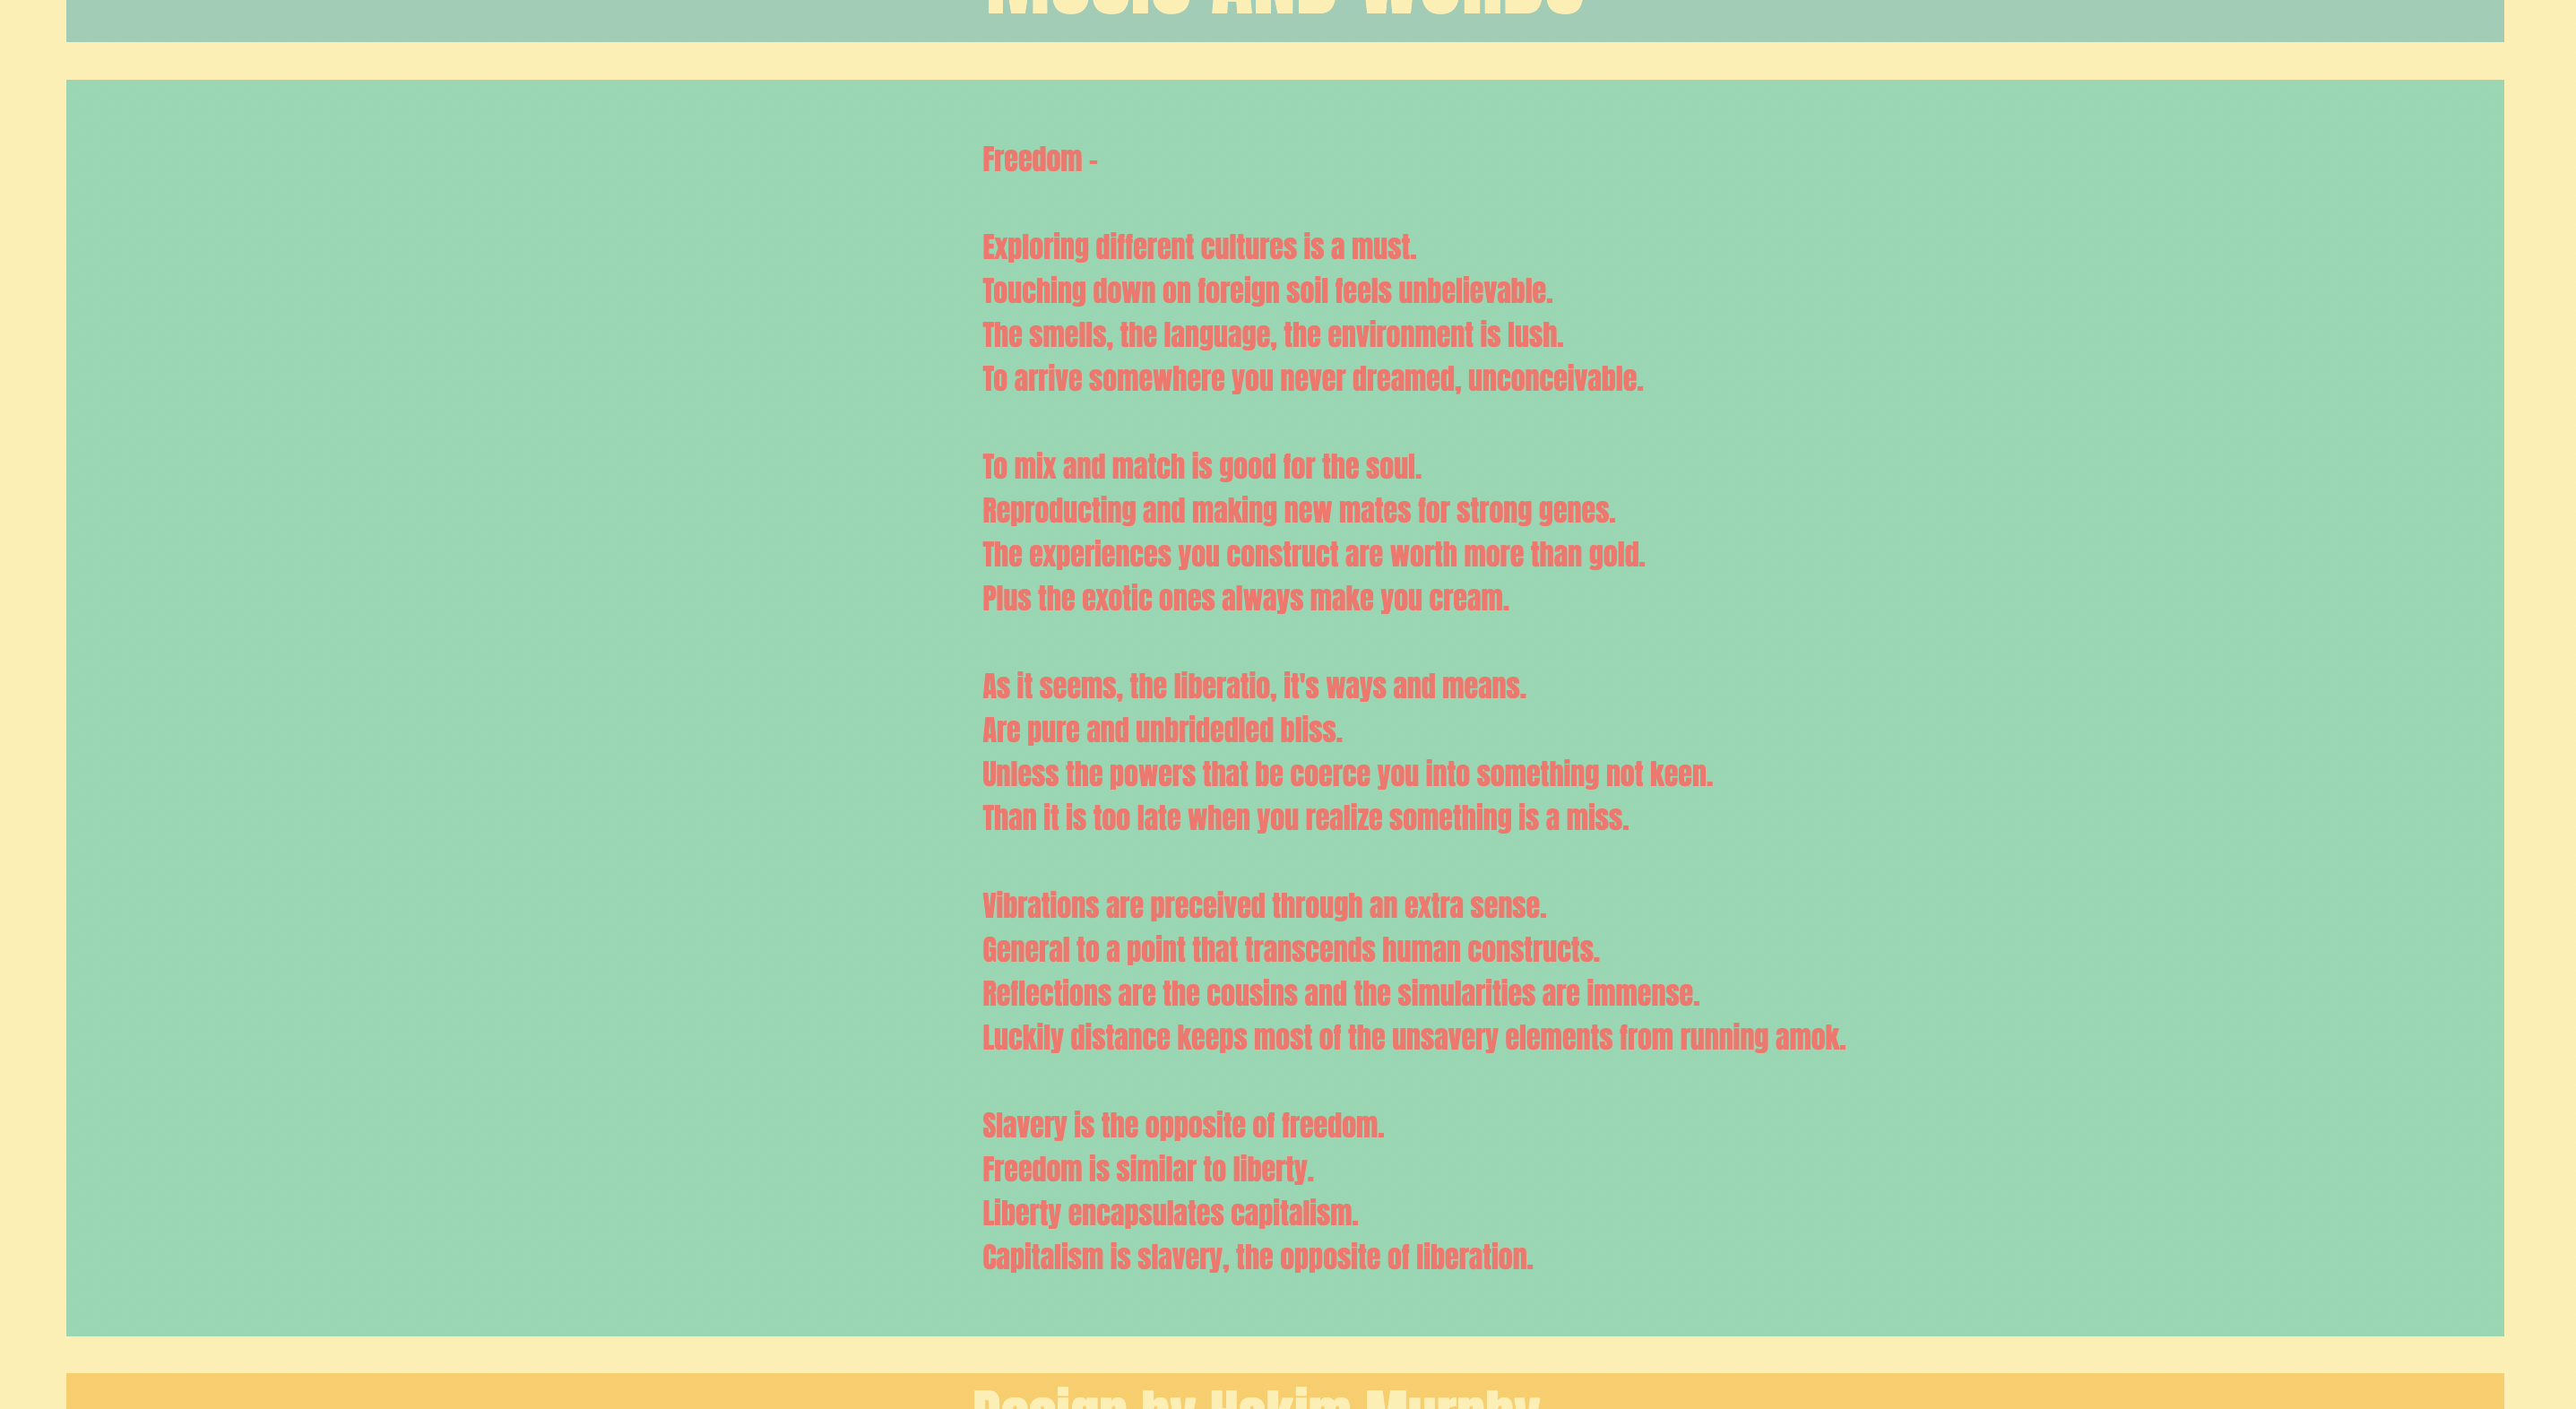 MUSIC AND WORDS
Freedom -
Exploring different cultures is a must.
Touching down on foreign soil feels unbelievable.
The smells, the language, the environment is lush.
To arrive somewhere you never dreamed, unconceivable.
To mix and match is good for the soul.
Reproducting and making new mates for strong genes.
The experiences you construct are worth more than gold.
Plus the exotic ones always make you cream.
As it seems, the liberatio, it's ways and means.
Are pure and unbridedled bliss.
Unless the powers that be coerce you into something not keen.
Than it is too late when you realize something is a miss.
Vibrations are preceived through an extra sense.
General to a point that transcends human constructs.
Reflections are the cousins and the simularities are immense.
Luckily distance keeps most of the unsavery elements from running amok.
Slavery is the opposite of freedom.
Freedom is similar to liberty.
Liberty encapsulates capitalism.
Capitalism is slavery, the opposite of liberation.
Design by Hakim Murphy